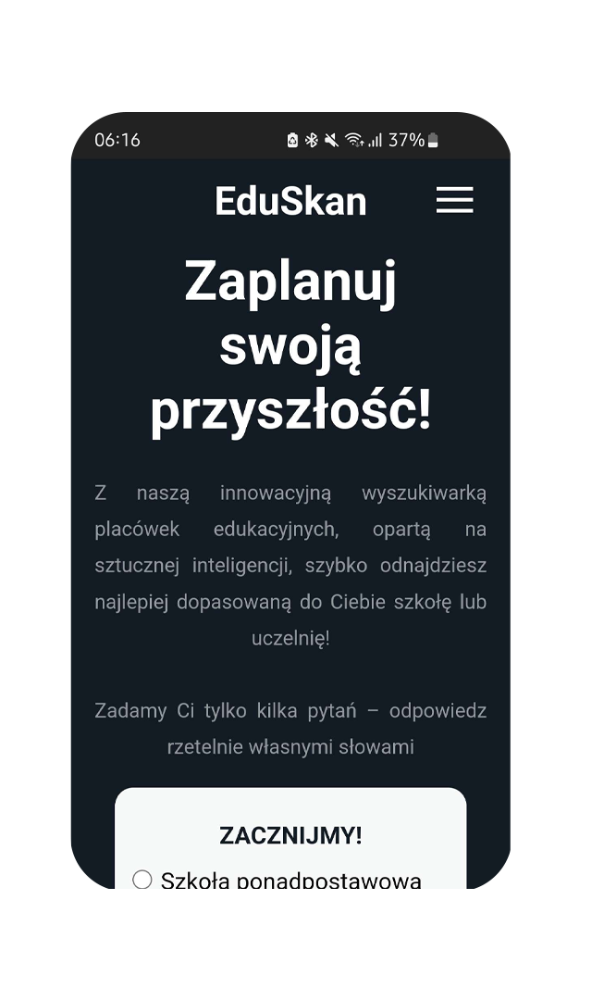 06:16 37%
EduSkan
Zaplanuj
swoją
przyszłość!
Z naszą innowacyjną wyszukiwarką
placówek edukacyjnych, opartą na
sztucznej inteligencji, szybko odnajdziesz
najlepiej dopasowaną do Ciebie szkołę lub
uczelnię!
Zadamy Ci tylko kilka pytań – odpowiedz
rzetelnie własnymi słowami
ZACZNIJMY!
Szkoła ponadpostawowa